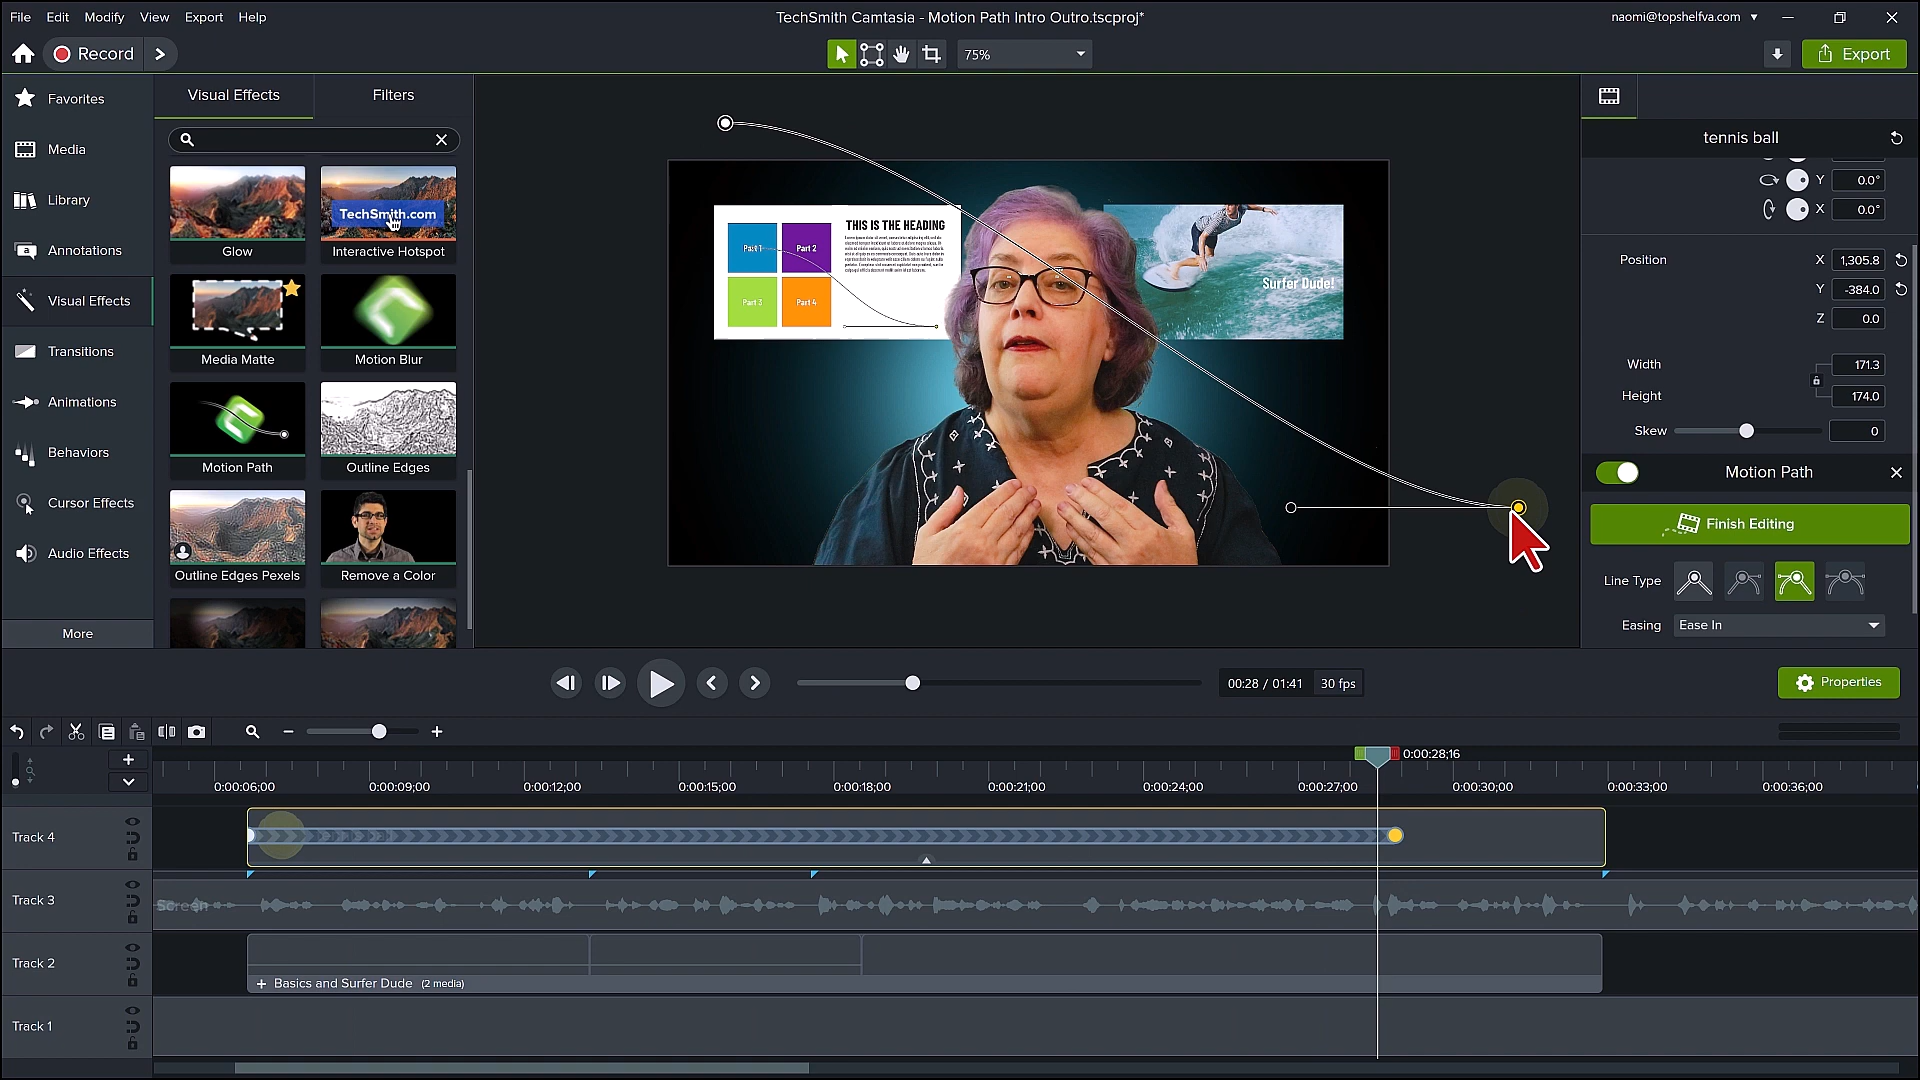 File Edit Modify View Export Help
TechSmith Camtasia - Motion Path Intro Outro.tscproj*
naomi@topshelfva.com
Record
75%
Export
Favorites
Media
Library
Annotations
Visual Effects
Transitions
Animations
Behaviors
Cursor Effects
Audio Effects
More
Visual Effects Filters
TechSmith.com
Glow Interactive Hotspot
Media Matte Motion Blur
Motion Path Outline Edges
Outline Edges Pexels Remove a Color
THIS IS THE HEADING
Part 1 Part 2
Part 3 Part 4
Surfer Dude!
tennis ball
Y 0.0°
X 0.0°
Position X 1,305.8
Y -384.0
Z 0.0
Width 171.3
Height 174.0
Skew 0
Motion Path
Finish Editing
Line Type
Easing Ease In
00:28 / 01:41 30 fps
Properties
0:00:28;16
0:00:06;00 0:00:09;00 0:00:12;00 0:00:15;00 0:00:18;00 0:00:21;00 0:00:24;00 0:00:27;00 0:00:30;00 0:00:33;00 0:00:36;00
Track 4
tennis ball
Track 3
Screen
Track 2
+ Basics and Surfer Dude (2 media)
Track 1